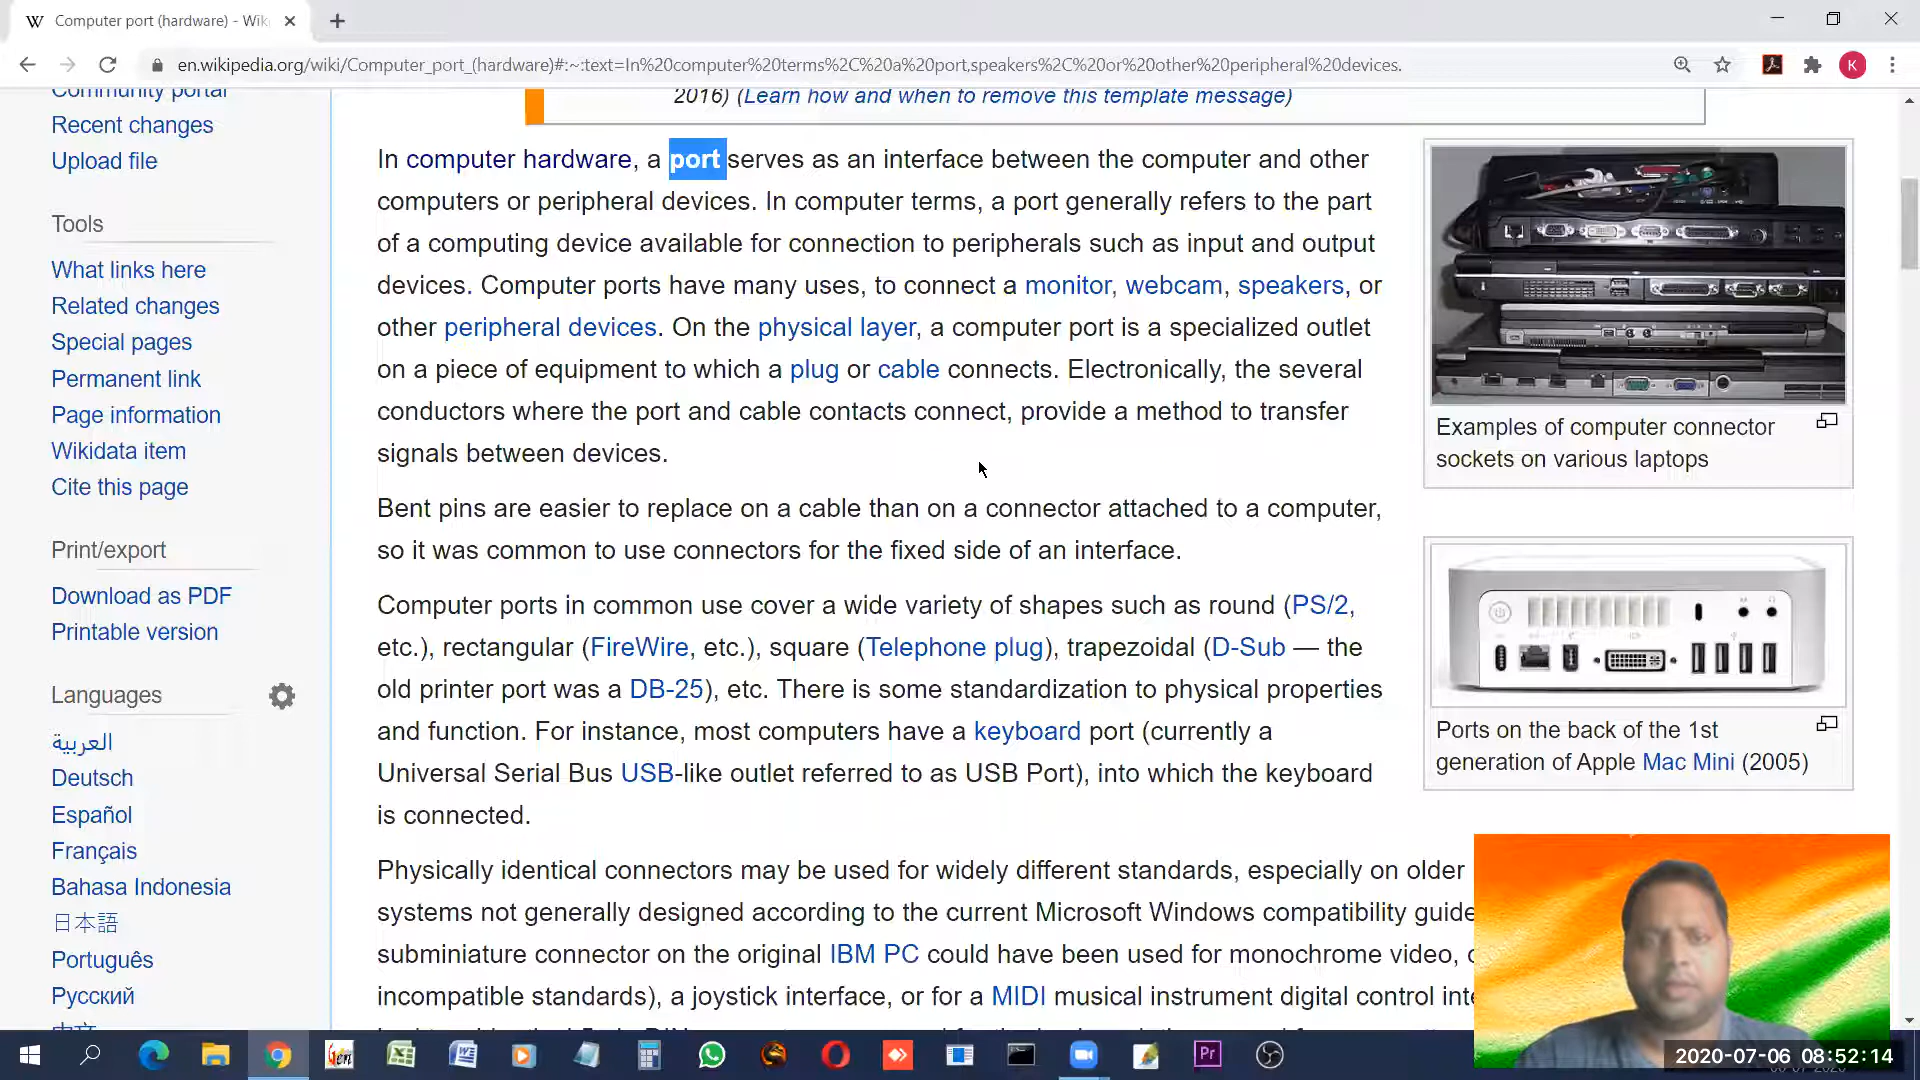 Computer port (hardware) - Wiki
en.wikipedia.org/wiki/Computer_port_(hardware)#:~:text=In%20computer%20terms%2C%20a%20port,speakers%2C%20or%20other%20peripheral%20devices.
K
Community portal
Recent changes
Upload file
Tools
What links here
Related changes
Special pages
Permanent link
Page information
Wikidata item
Cite this page
Print/export
Download as PDF
Printable version
Languages
العربية
Deutsch
Español
Français
Bahasa Indonesia
日本語
Português
Русский
中文
2016) (Learn how and when to remove this template message)
In computer hardware, a port serves as an interface between the computer and other
computers or peripheral devices. In computer terms, a port generally refers to the part
of a computing device available for connection to peripherals such as input and output
devices. Computer ports have many uses, to connect a monitor, webcam, speakers, or
other peripheral devices. On the physical layer, a computer port is a specialized outlet
on a piece of equipment to which a plug or cable connects. Electronically, the several
conductors where the port and cable contacts connect, provide a method to transfer
signals between devices.
Bent pins are easier to replace on a cable than on a connector attached to a computer,
so it was common to use connectors for the fixed side of an interface.
Computer ports in common use cover a wide variety of shapes such as round (PS/2,
etc.), rectangular (FireWire, etc.), square (Telephone plug), trapezoidal (D-Sub — the
old printer port was a DB-25), etc. There is some standardization to physical properties
and function. For instance, most computers have a keyboard port (currently a
Universal Serial Bus USB-like outlet referred to as USB Port), into which the keyboard
is connected.
Physically identical connectors may be used for widely different standards, especially on older
systems not generally designed according to the current Microsoft Windows compatibility guide
subminiature connector on the original IBM PC could have been used for monochrome video,
incompatible standards), a joystick interface, or for a MIDI musical instrument digital control
Examples of computer connector
sockets on various laptops
Ports on the back of the 1st
generation of Apple Mac Mini (2005)
Gen
Pr
2020-07-06 08:52:14